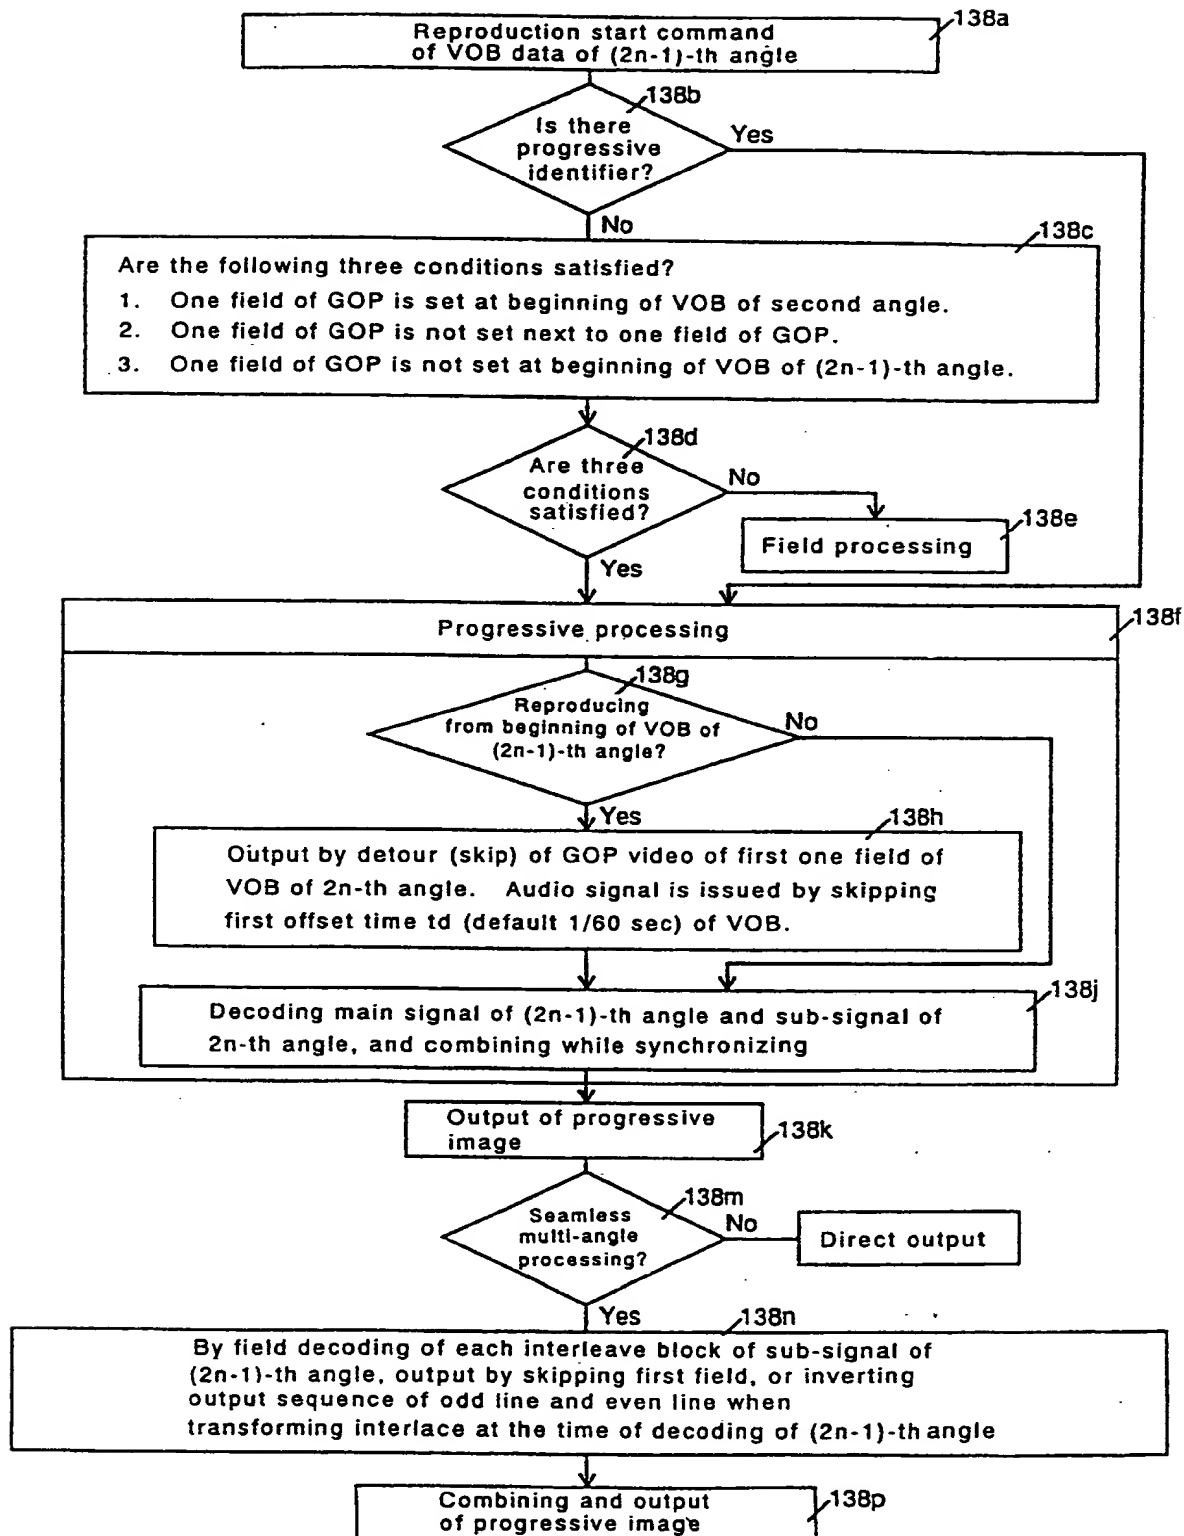 138a
Reproduction start command
of VOB data of (2n-1)-th angle
138b
Is there
progressive
identifier?
Yes
No
138c
Are the following three conditions satisfied?
1. One field of GOP is set at beginning of VOB of second angle.
2. One field of GOP is not set next to one field of GOP.
3. One field of GOP is not set at beginning of VOB of (2n-1)-th angle.
138d
Are three
conditions
satisfied?
No
138e
Field processing
Yes
138f
Progressive processing
138g
Reproducing
from beginning of VOB of
(2n-1)-th angle?
No
Yes
138h
Output by detour (skip) of GOP video of first one field of
VOB of 2n-th angle. Audio signal is issued by skipping
first offset time td (default 1/60 sec) of VOB.
138j
Decoding main signal of (2n-1)-th angle and sub-signal of
2n-th angle, and combining while synchronizing
Output of progressive
image
138k
138m
Seamless
multi-angle
processing?
No
Direct output
Yes
138n
By field decoding of each interleave block of sub-signal of
(2n-1)-th angle, output by skipping first field, or inverting
output sequence of odd line and even line when
transforming interlace at the time of decoding of (2n-1)-th angle
Combining and output
of progressive image
138p